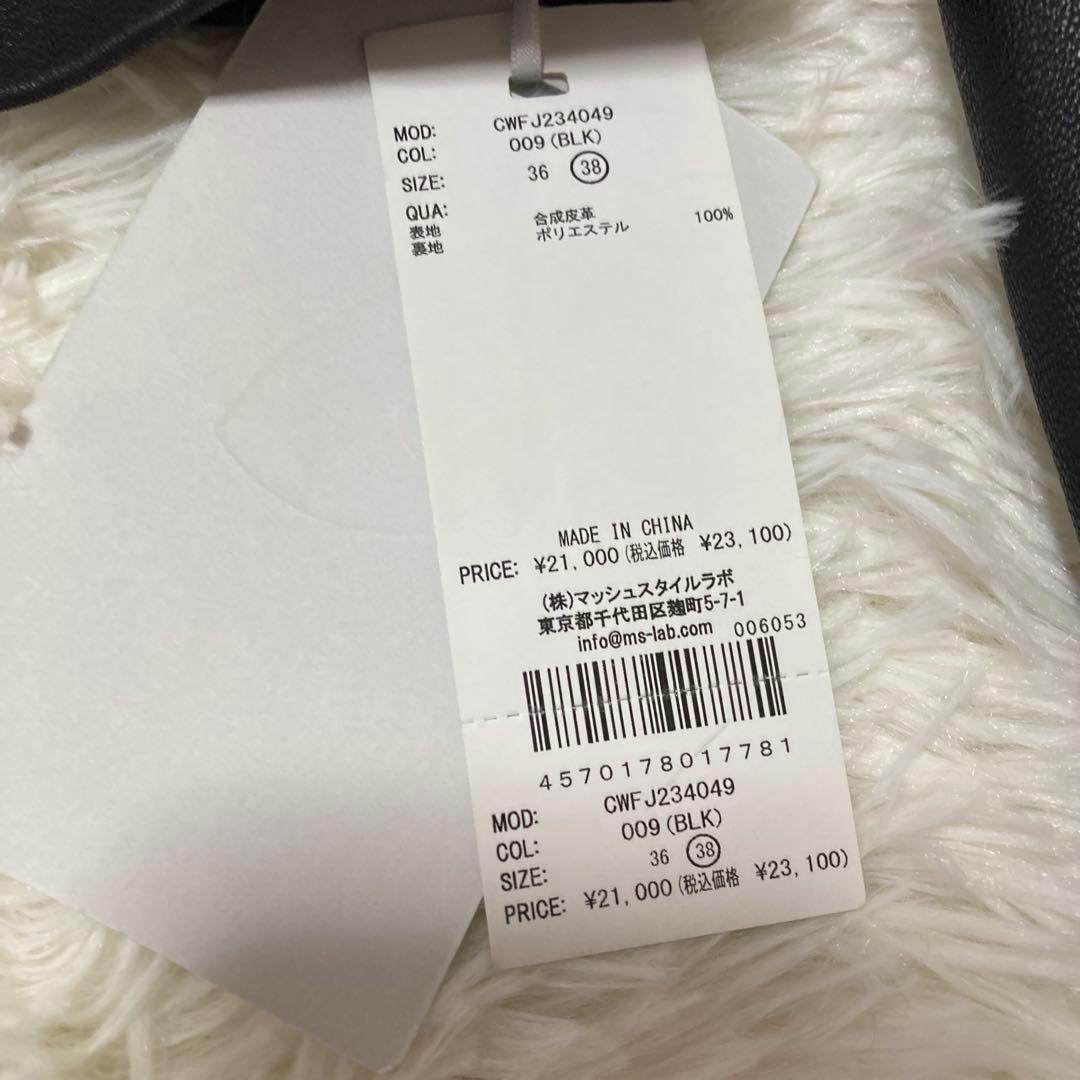 MOD: CWFJ234049
COL: 009(BLK)
SIZE: 36 38
QUA:
表地 合成皮革
裏地 ポリエステル 100%
MADE IN CHINA
PRICE: ¥21,000(税込価格 ¥23,100)
(株)マッシュスタイルラボ
東京都千代田区麹町5-7-1
info@ms-lab.com 006053
4570178017781
MOD: CWFJ234049
COL: 009(BLK)
SIZE: 36 38
PRICE: ¥21,000(税込価格 ¥23,100)